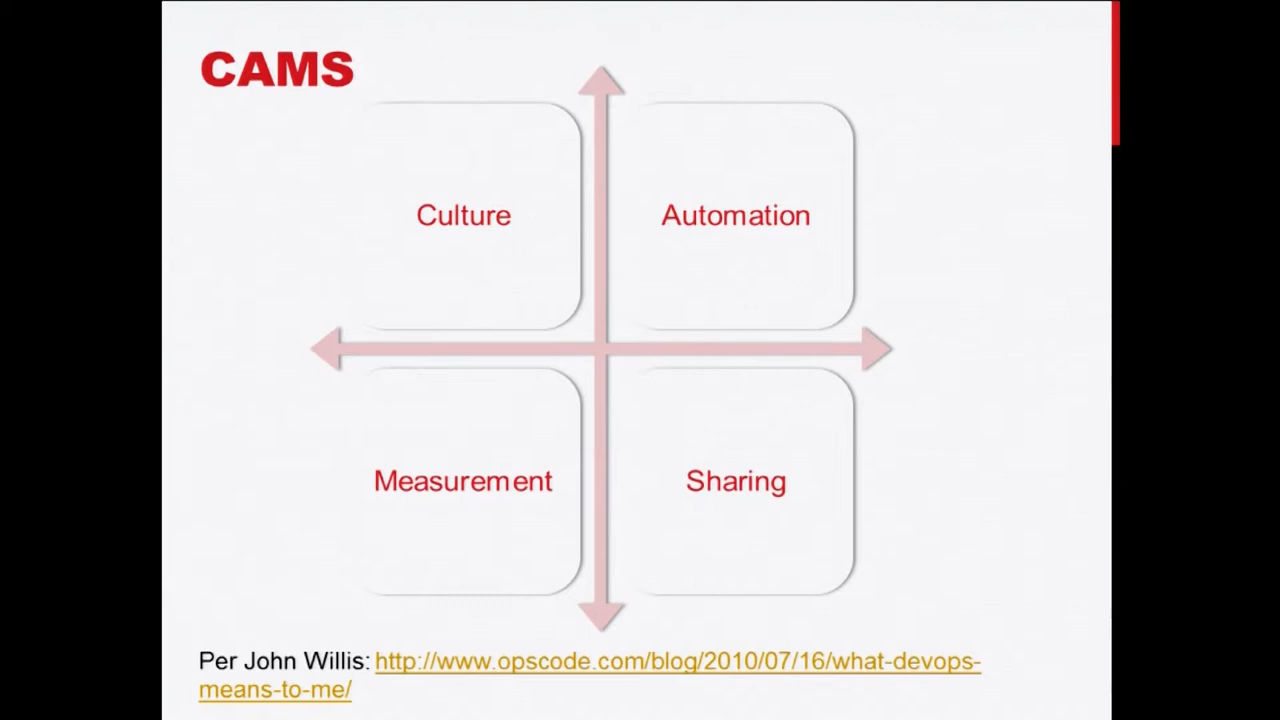 CAMS
Culture
Automation
Measurement
Sharing
Per John Willis: http://www.opscode.com/blog/2010/07/16/what-devops-
means-to-me/